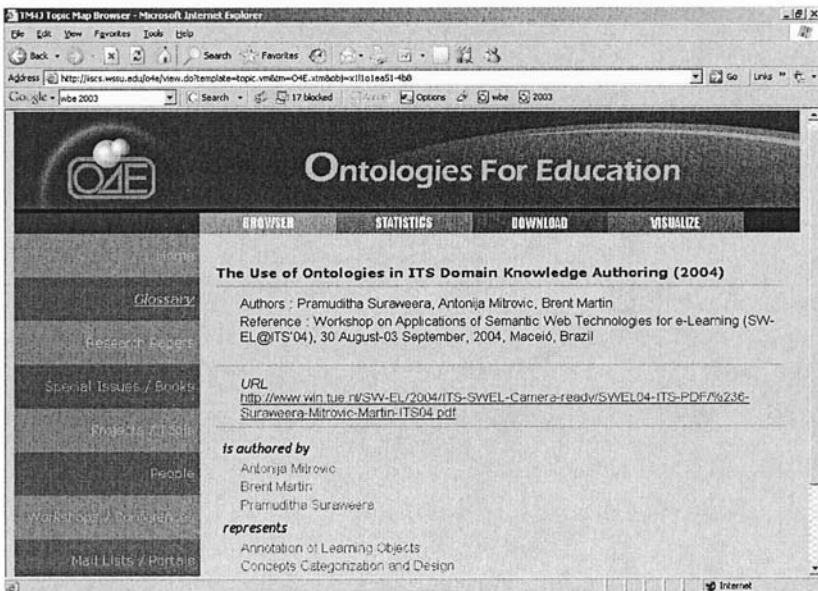 TM4J Topic Map Browser - Microsoft Internet Explorer
File Edit View Favorites Tools Help
Back Search Favorites
Address http://iiscs.wssu.edu/o4e/view.do?template=topic.vm&tm=O4E.xtm&obj=x1f1o1ea51-4b8 Go Links »
Google wbe 2003 Search 17 blocked Options wbe 2003
O4E
Ontologies For Education
BROWSER STATISTICS DOWNLOAD VISUALIZE
Home
Glossary
Research Papers
Special Issues / Books
Projects / Tools
People
Workshops / Conferences
Mail Lists / Portals
The Use of Ontologies in ITS Domain Knowledge Authoring (2004)
Authors : Pramuditha Suraweera, Antonija Mitrovic, Brent Martin
Reference : Workshop on Applications of Semantic Web Technologies for e-Learning (SW-
EL@ITS'04), 30 August-03 September, 2004, Maceió, Brazil
URL
http://www.win.tue.nl/SW-EL/2004/ITS-SWEL-Camera-ready/SWEL04-ITS-PDF/%236-
Suraweera-Mitrovic-Martin-ITS04.pdf
is authored by
Antonija Mitrovic
Brent Martin
Pramuditha Suraweera
represents
Annotation of Learning Objects
Concepts Categorization and Design
Internet